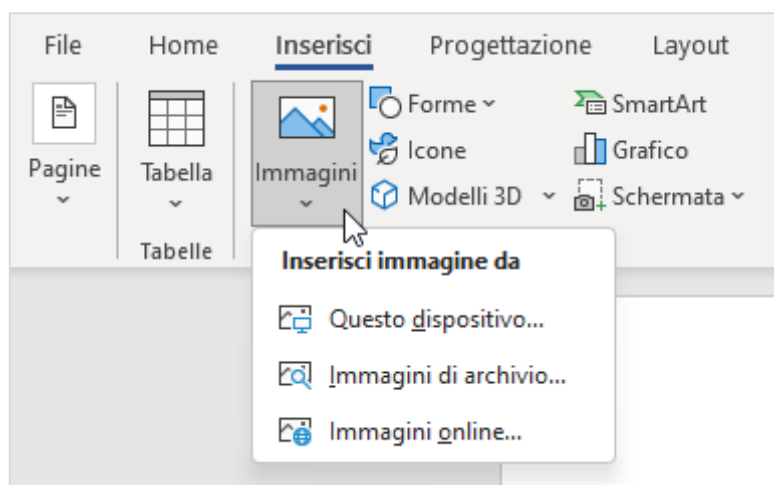 File Home Inserisci Progettazione Layout
Pagine
Tabella
Tabelle
Immagini
Forme
Icone
Modelli 3D
SmartArt
Grafico
Schermata
Inserisci immagine da
Questo dispositivo...
Immagini di archivio...
Immagini online...